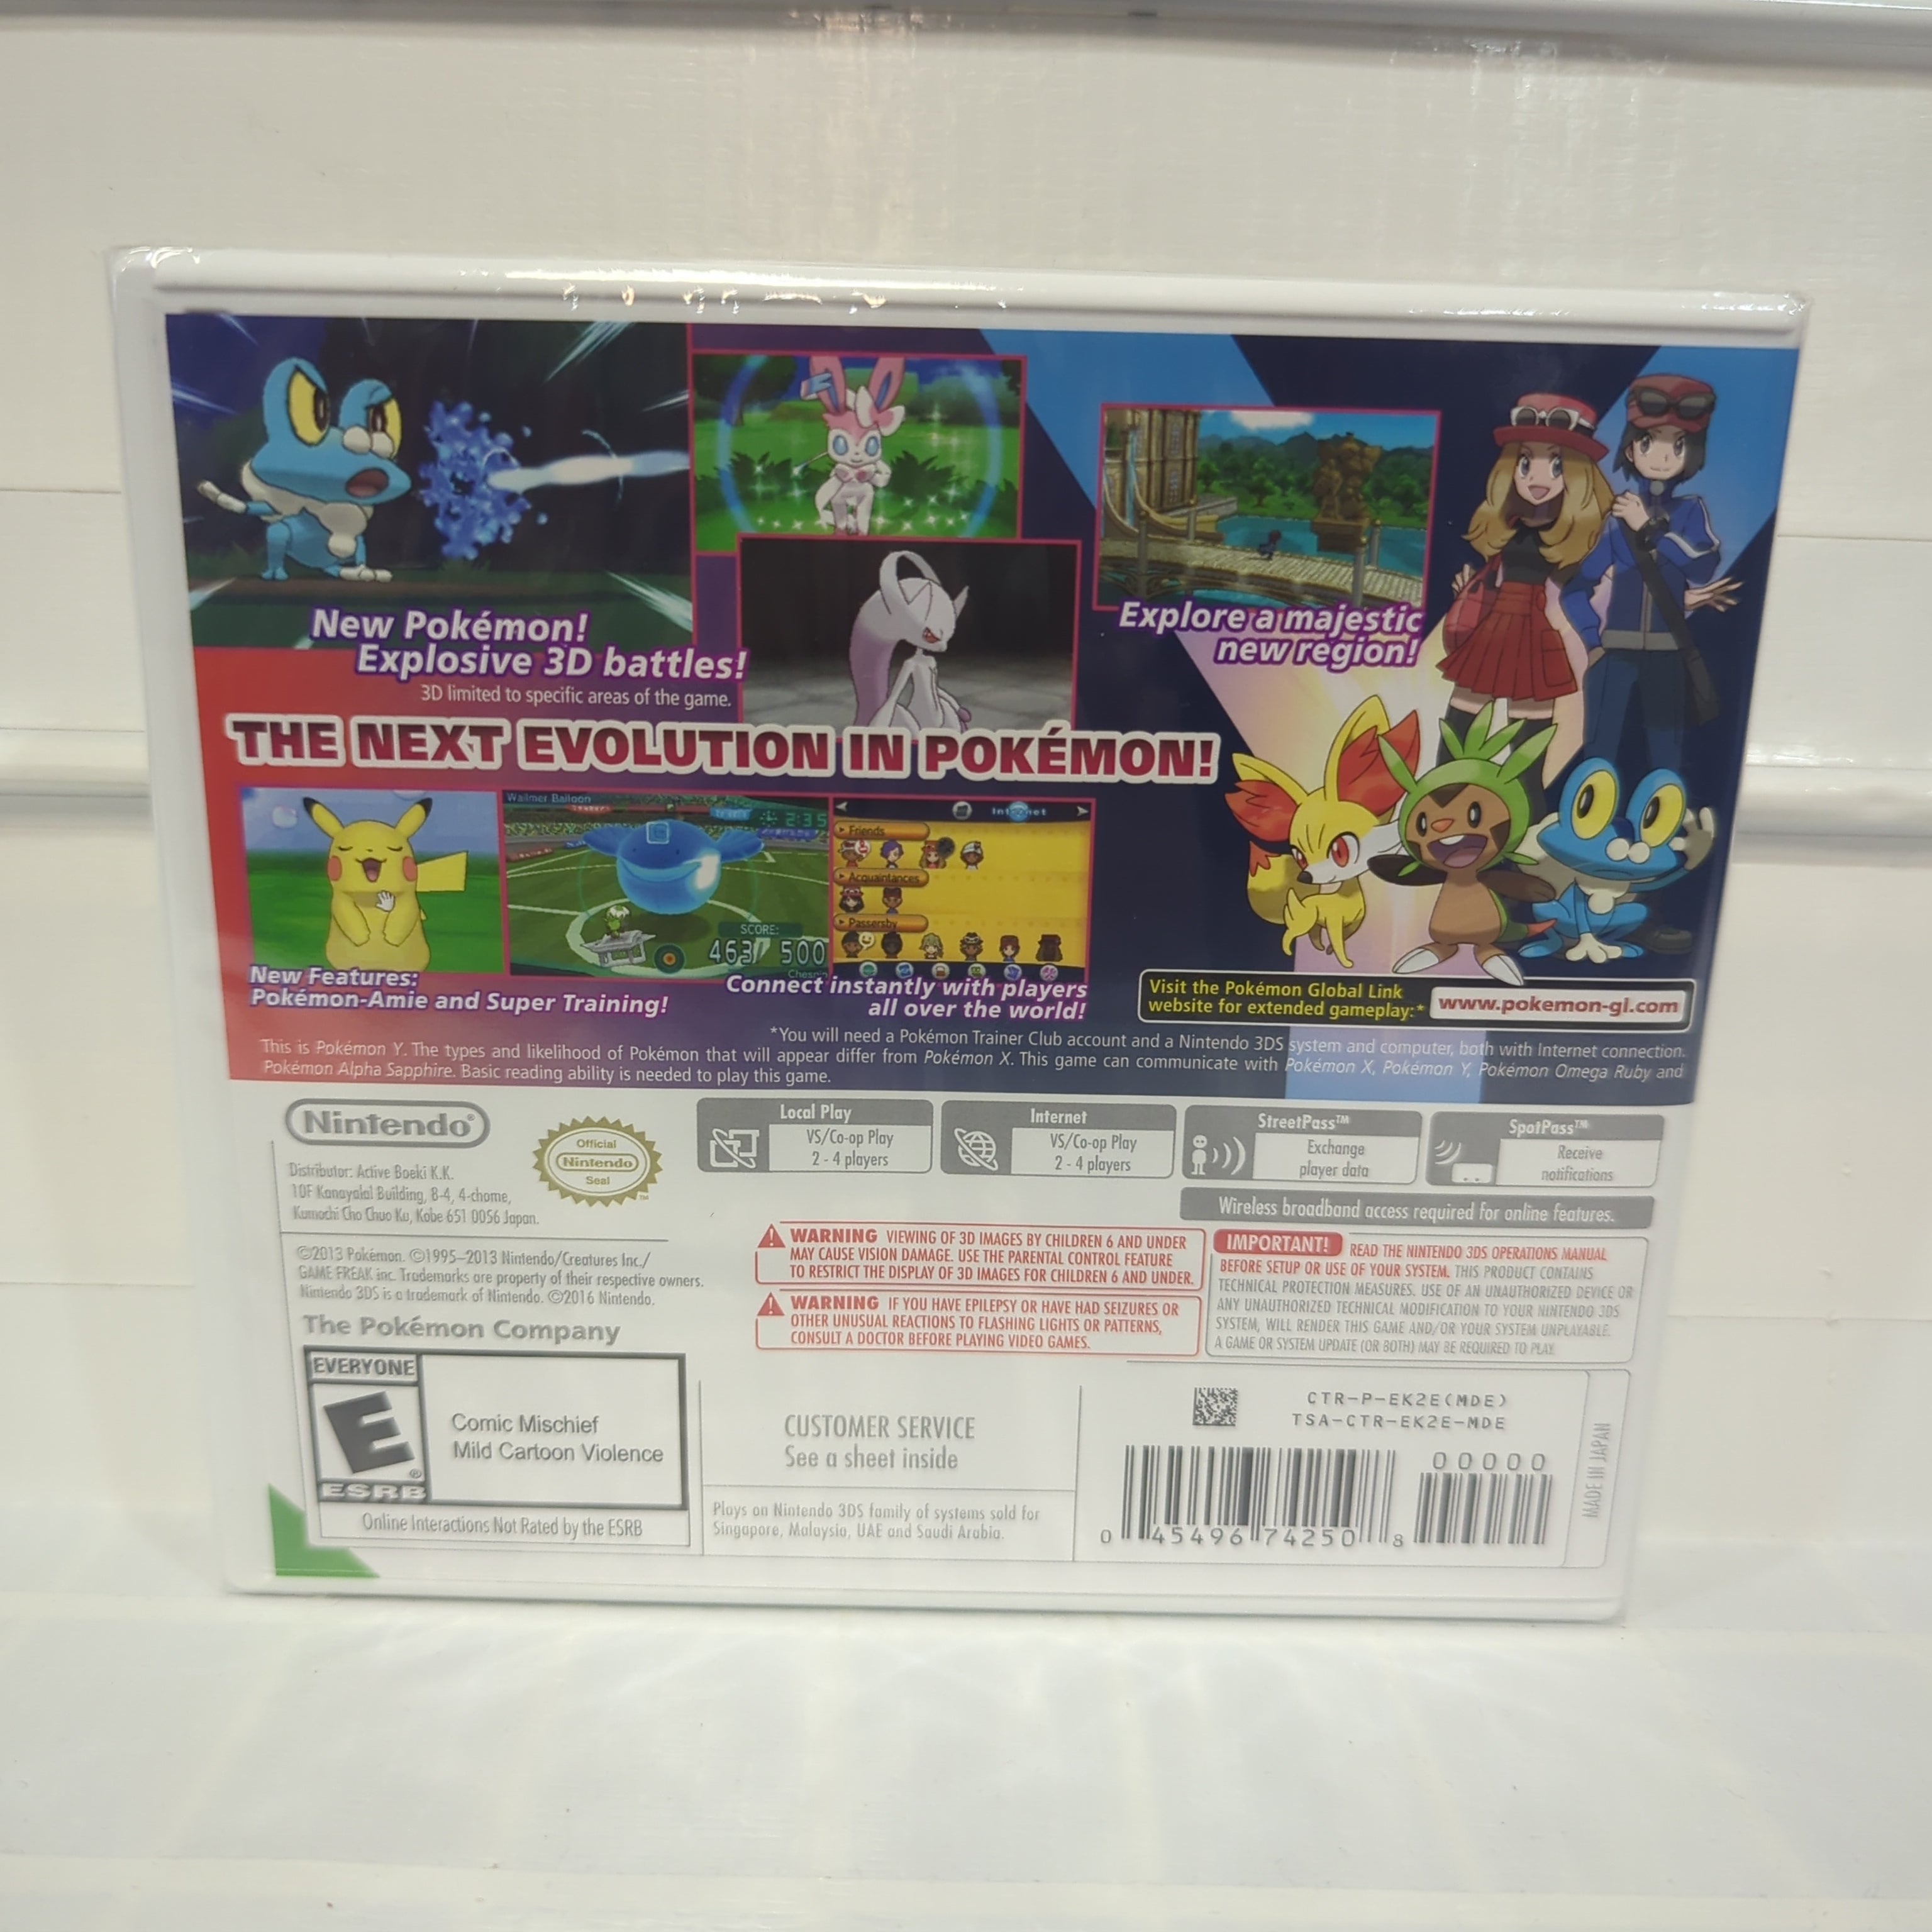 New Pokémon!
Explosive 3D battles!
3D limited to specific areas of the game.
Explore a majestic
new region!
THE NEXT EVOLUTION IN POKÉMON!
Wailmer Balloon
2:35
SCORE:
463/ 500
Chespin
Internet
Friends
Acquaintances
Passersby
New Features:
Pokémon-Amie and Super Training!
Connect instantly with players
all over the world!
Visit the Pokémon Global Link
website for extended gameplay:*
www.pokemon-gl.com
*You will need a Pokémon Trainer Club account and a Nintendo 3DS system and computer, both with Internet connection.
This is Pokémon Y. The types and likelihood of Pokémon that will appear differ from Pokémon X. This game can communicate with Pokémon X, Pokémon Y, Pokémon Omega Ruby and
Pokémon Alpha Sapphire. Basic reading ability is needed to play this game.
Nintendo®
Official
Nintendo
Seal
TM
Distributor: Active Boeki K.K.
10F Kanayalal Building, 8-4, 4-chome,
Kumochi Cho Chuo Ku, Kobe 651 0056 Japan.
Local Play
VS/Co-op Play
2 - 4 players
Internet
VS/Co-op Play
2 - 4 players
StreetPass™
Exchange
player data
SpotPass™
Receive
notifications
Wireless broadband access required for online features.
©2013 Pokémon. ©1995–2013 Nintendo/Creatures Inc./
GAME FREAK inc. Trademarks are property of their respective owners.
Nintendo 3DS is a trademark of Nintendo. ©2016 Nintendo.
The Pokémon Company
WARNING VIEWING OF 3D IMAGES BY CHILDREN 6 AND UNDER
MAY CAUSE VISION DAMAGE. USE THE PARENTAL CONTROL FEATURE
TO RESTRICT THE DISPLAY OF 3D IMAGES FOR CHILDREN 6 AND UNDER.
WARNING IF YOU HAVE EPILEPSY OR HAVE HAD SEIZURES OR
OTHER UNUSUAL REACTIONS TO FLASHING LIGHTS OR PATTERNS,
CONSULT A DOCTOR BEFORE PLAYING VIDEO GAMES.
IMPORTANT! READ THE NINTENDO 3DS OPERATIONS MANUAL
BEFORE SETUP OR USE OF YOUR SYSTEM. THIS PRODUCT CONTAINS
TECHNICAL PROTECTION MEASURES. USE OF AN UNAUTHORIZED DEVICE OR
ANY UNAUTHORIZED TECHNICAL MODIFICATION TO YOUR NINTENDO 3DS
SYSTEM, WILL RENDER THIS GAME AND/OR YOUR SYSTEM UNPLAYABLE.
A GAME OR SYSTEM UPDATE (OR BOTH) MAY BE REQUIRED TO PLAY.
EVERYONE
E
®
ESRB
Comic Mischief
Mild Cartoon Violence
Online Interactions Not Rated by the ESRB
CUSTOMER SERVICE
See a sheet inside
Plays on Nintendo 3DS family of systems sold for
Singapore, Malaysia, UAE and Saudi Arabia.
CTR-P-EK2E(MDE)
TSA-CTR-EK2E-MDE
00000
0 45496 74250 8
MADE IN JAPAN